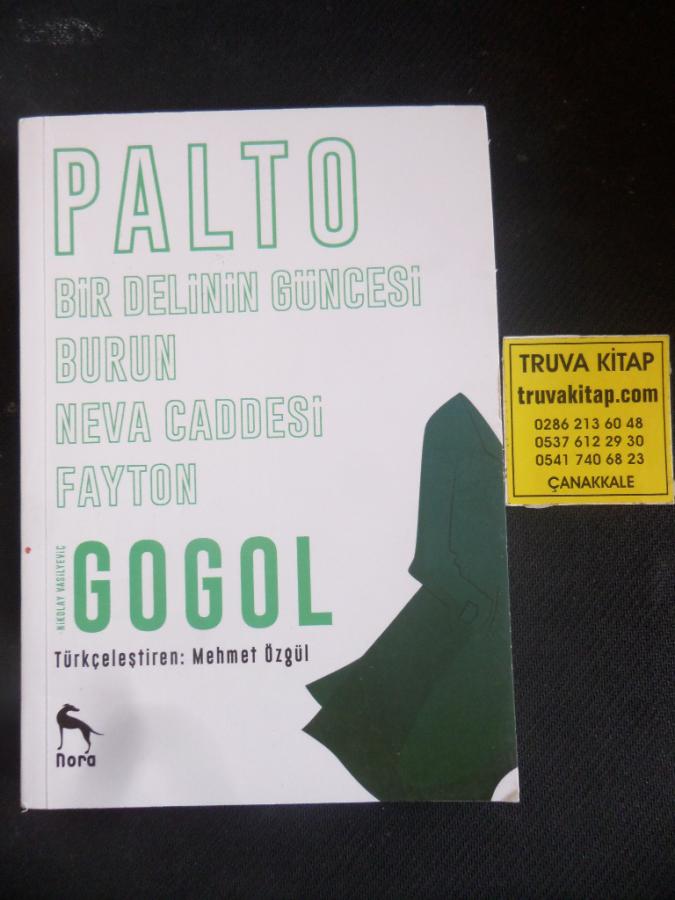 PALTO
BİR DELİNİN GÜNCESİ
BURUN
NEVA CADDESİ
FAYTON
NİKOLAY VASİLYEVİÇ
GOGOL
Türkçeleştiren: Mehmet Özgül
nora
TRUVA KİTAP
truvakitap.com
0286 213 60 48
0537 612 29 30
0541 740 68 23
ÇANAKKALE